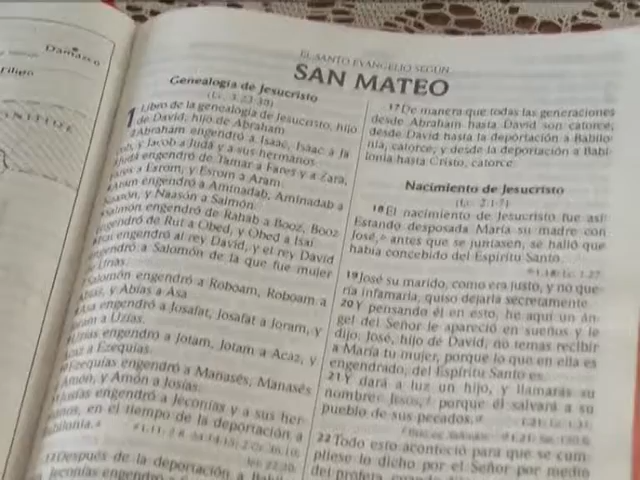 Damasco
EL SANTO EVANGELIO SEGÚN
SAN MATEO
Genealogía de Jesucristo
(Lc. 3.23-38)
1 Libro de la genealogía de Jesucristo, hijo
de David, hijo de Abraham.
2 Abraham engendró a Isaac, Isaac a Ja
cob, y Jacob a Judá y a sus hermanos.
Judá engendró de Tamar a Fares y a Zara,
Fares a Esrom, y Esrom a Aram.
Aram engendró a Aminadab, Aminadab a
Naasón, y Naasón a Salmón.
Salmón engendró de Rahab a Booz, Booz
engendró de Rut a Obed, y Obed a Isaí.
engendró al rey David, y el rey David
engendró a Salomón de la que fue mujer
Urías.
Salomón engendró a Roboam, Roboam a
Abías, y Abías a Asa.
Asa engendró a Josafat, Josafat a Joram, y
Joram a Uzías.
engendró a Jotam, Jotam a Acaz, y
Acaz a Ezequías.
Ezequías engendró a Manasés, Manasés
Amón, y Amón a Josías.
Josías engendró a Jeconías y a sus her
manos, en el tiempo de la deportación a
Babilonia.
Después de la deportación a
Jeconías engendró a
17 De manera que todas las generaciones
desde Abraham hasta David son catorce;
desde David hasta la deportación a Babilo
nia, catorce; y desde la deportación a Babi
lonia hasta Cristo, catorce.
Nacimiento de Jesucristo
(Lc. 2.1-7)
18 El nacimiento de Jesucristo fue así:
Estando desposada María su madre con
José, antes que se juntasen, se halló que
había concebido del Espíritu Santo.
19 José su marido, como era justo, y no que
ría infamarla, quiso dejarla secretamente.
20 Y pensando él en esto, he aquí un án
gel del Señor le apareció en sueños y le
dijo: José, hijo de David, no temas recibir
a María tu mujer, porque lo que en ella es
engendrado, del Espíritu Santo es.
21 Y dará a luz un hijo, y llamarás su
nombre JESÚS, porque él salvará a su
pueblo de sus pecados.
22 Todo esto aconteció para que se cum
pliese lo dicho por el Señor por medio
del profeta, cuando